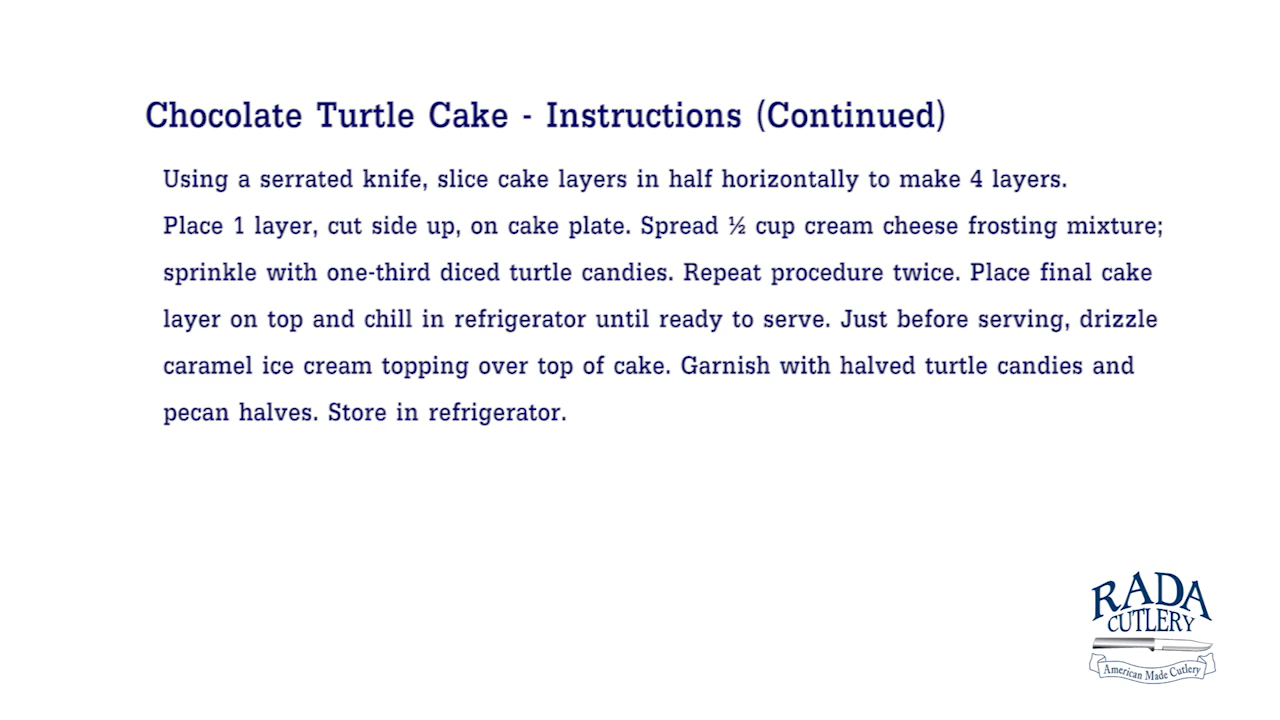 Chocolate Turtle Cake - Instructions (Continued)
Using a serrated knife, slice cake layers in half horizontally to make 4 layers.
Place 1 layer, cut side up, on cake plate. Spread ½ cup cream cheese frosting mixture;
sprinkle with one-third diced turtle candies. Repeat procedure twice. Place final cake
layer on top and chill in refrigerator until ready to serve. Just before serving, drizzle
caramel ice cream topping over top of cake. Garnish with halved turtle candies and
pecan halves. Store in refrigerator.
RADA
CUTLERY
American Made Cutlery